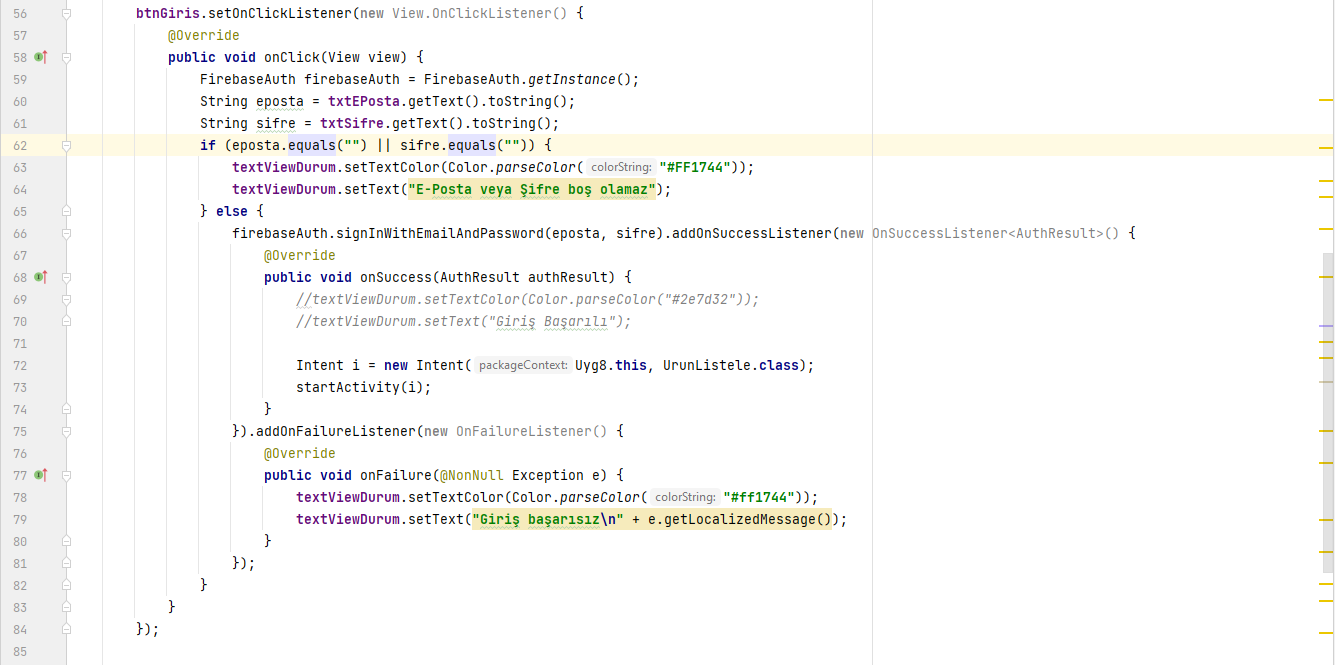 56 btnGiris.setOnClickListener(new View.OnClickListener() {
57 @Override
58 public void onClick(View view) {
59 FirebaseAuth firebaseAuth = FirebaseAuth.getInstance();
60 String eposta = txtEPosta.getText().toString();
61 String sifre = txtSifre.getText().toString();
62 if (eposta.equals("") || sifre.equals("")) {
63 textViewDurum.setTextColor(Color.parseColor( colorString: "#FF1744"));
64 textViewDurum.setText("E-Posta veya Şifre boş olamaz");
65 } else {
66 firebaseAuth.signInWithEmailAndPassword(eposta, sifre).addOnSuccessListener(new OnSuccessListener<AuthResult>() {
67 @Override
68 public void onSuccess(AuthResult authResult) {
69 //textViewDurum.setTextColor(Color.parseColor("#2e7d32"));
70 //textViewDurum.setText("Giriş Başarılı");
71
72 Intent i = new Intent( packageContext: Uyg8.this, UrunListele.class);
73 startActivity(i);
74 }
75 }).addOnFailureListener(new OnFailureListener() {
76 @Override
77 public void onFailure(@NonNull Exception e) {
78 textViewDurum.setTextColor(Color.parseColor( colorString: "#ff1744"));
79 textViewDurum.setText("Giriş başarısız\n" + e.getLocalizedMessage());
80 }
81 });
82 }
83 }
84 });
85